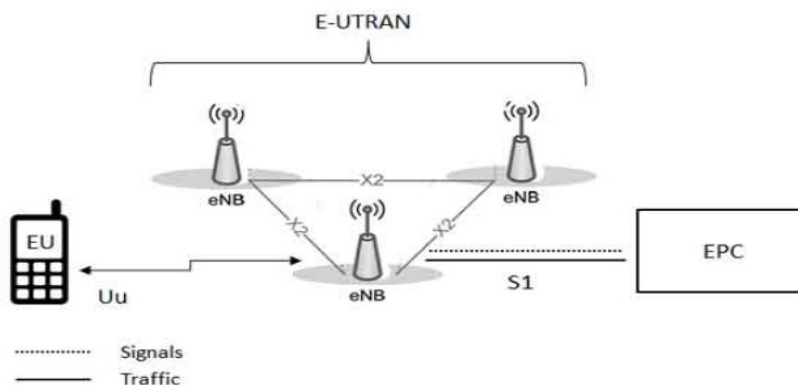 E-UTRAN
eNB
X2
eNB
X2
X2
EU
Uu
eNB
S1
EPC
Signals
Traffic